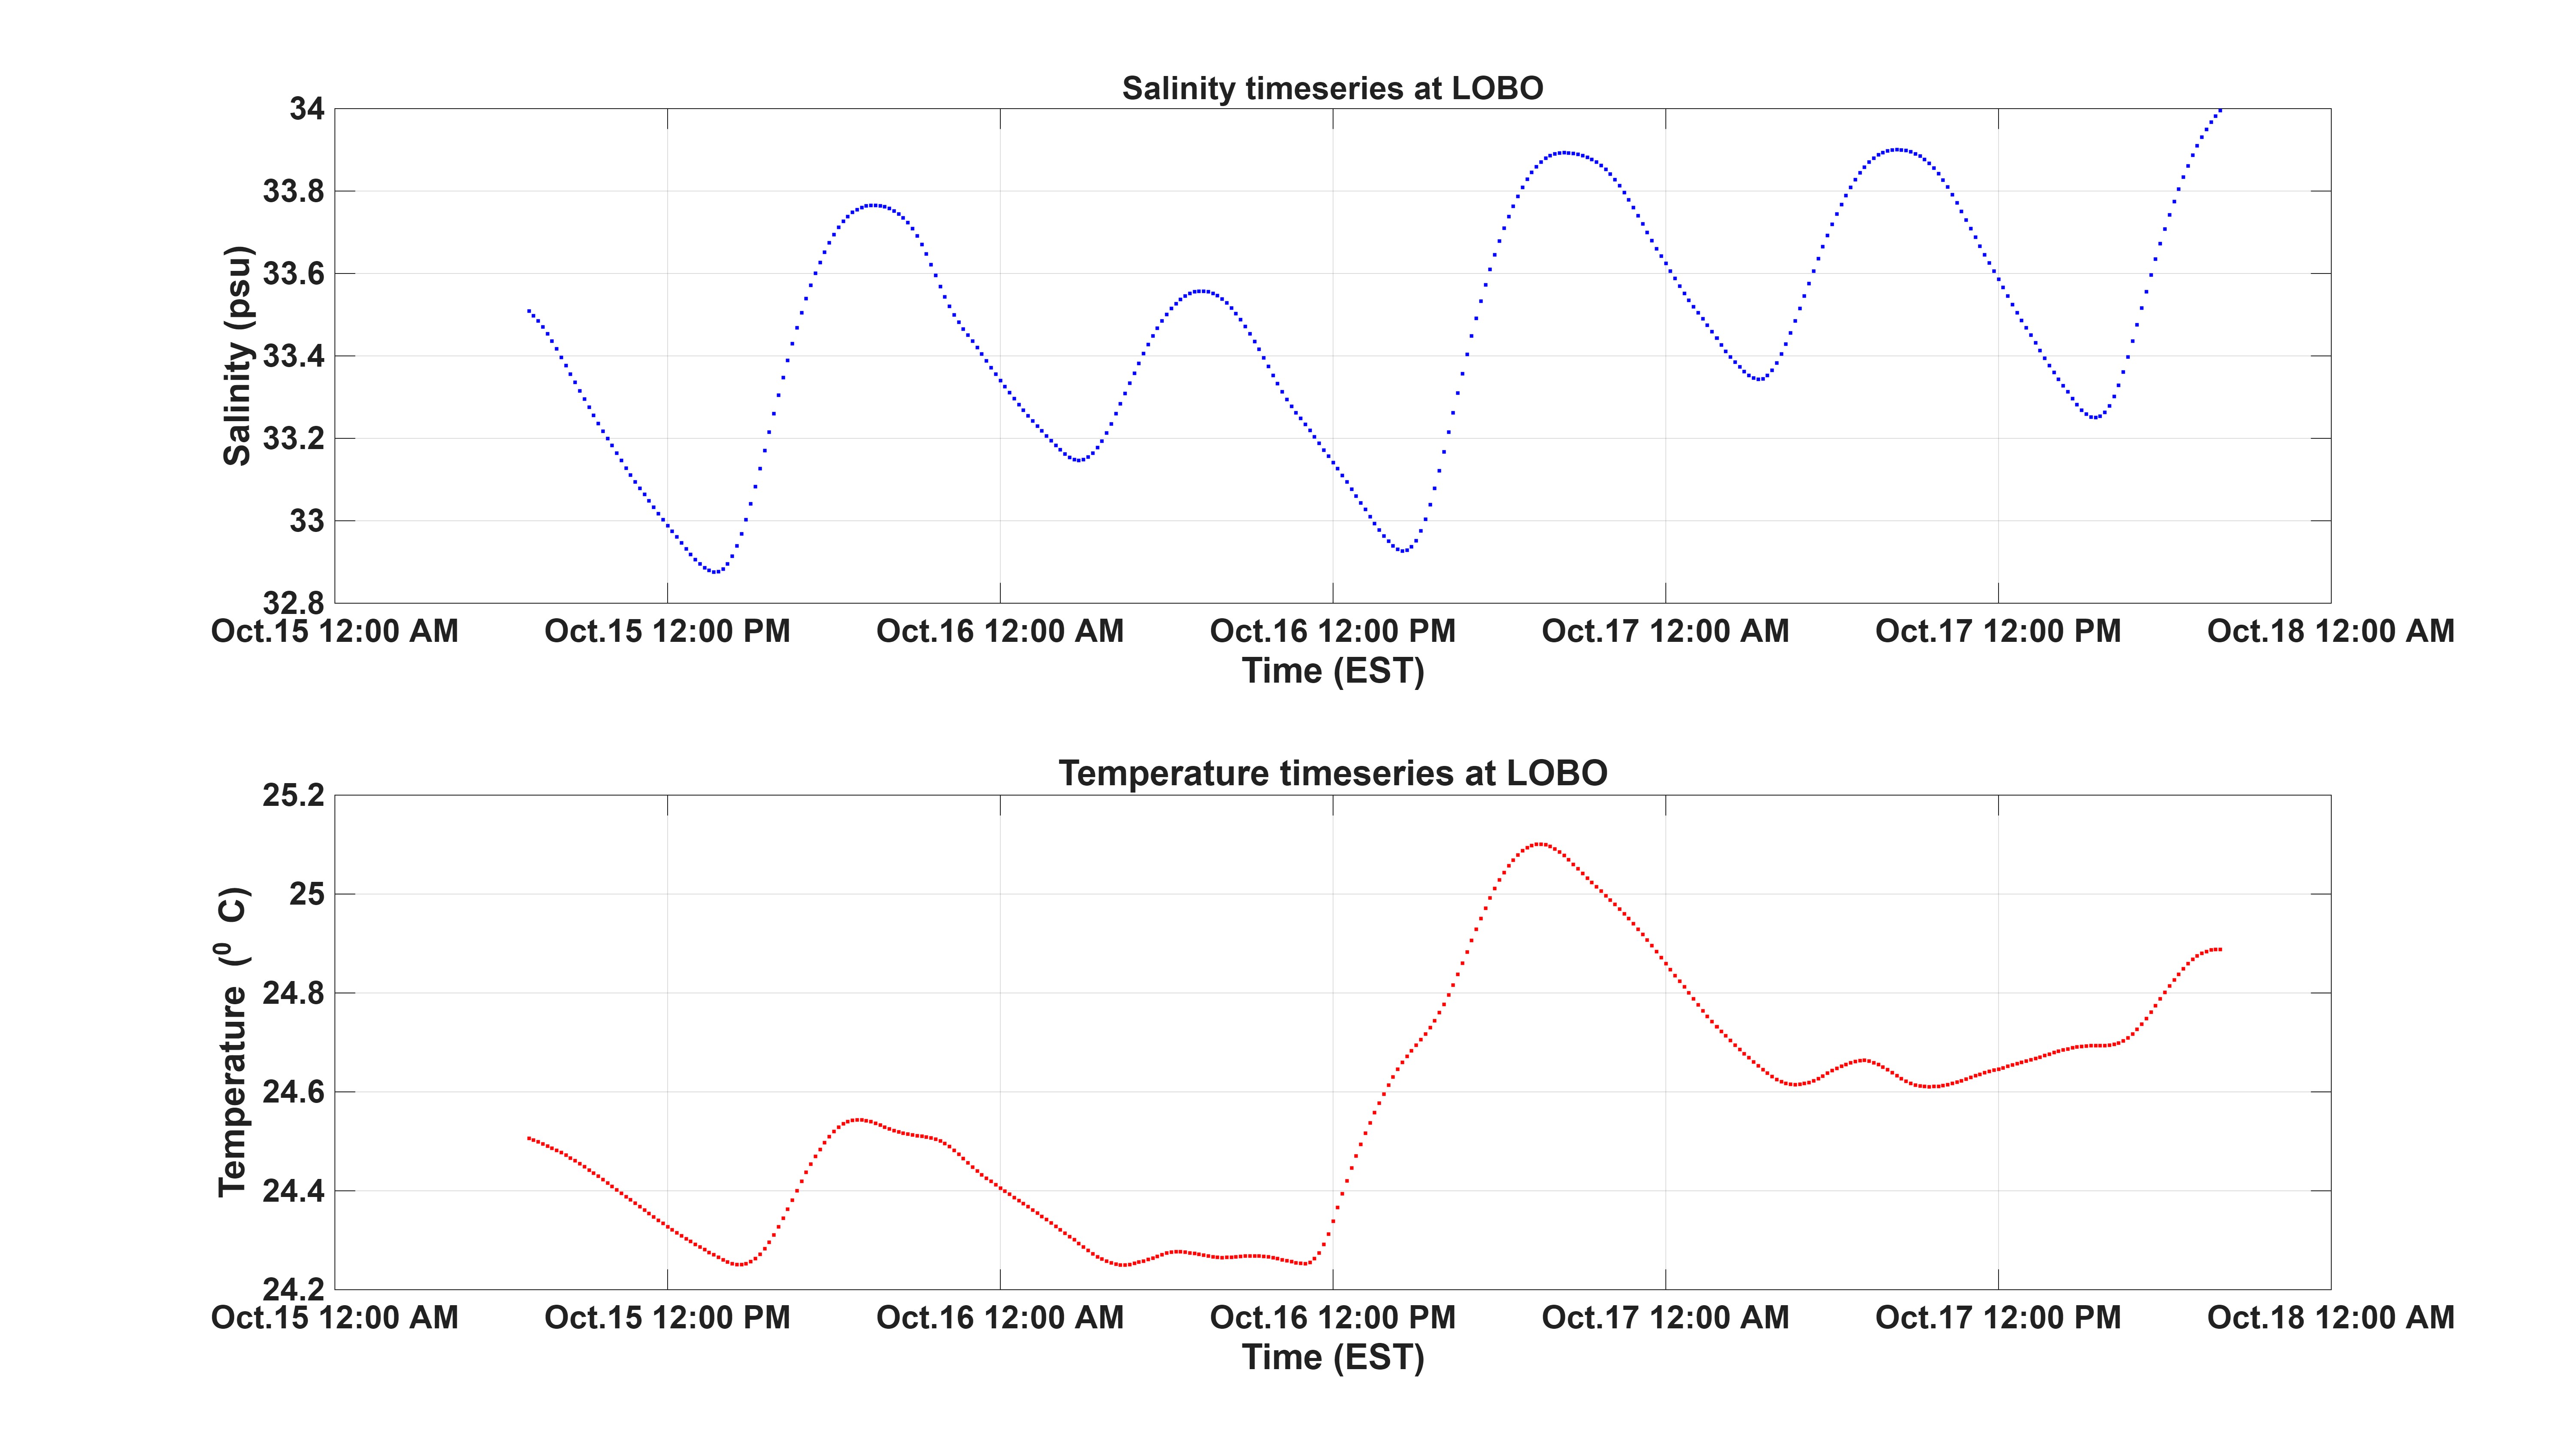 Salinity timeseries at LOBO
34
33.8
33.6
33.4
33.2
33
32.8
Salinity (psu)
Oct.15 12:00 AM Oct.15 12:00 PM Oct.16 12:00 AM Oct.16 12:00 PM Oct.17 12:00 AM Oct.17 12:00 PM Oct.18 12:00 AM
Time (EST)
Temperature timeseries at LOBO
25.2
25
24.8
24.6
24.4
24.2
Temperature (⁰ C)
Oct.15 12:00 AM Oct.15 12:00 PM Oct.16 12:00 AM Oct.16 12:00 PM Oct.17 12:00 AM Oct.17 12:00 PM Oct.18 12:00 AM
Time (EST)